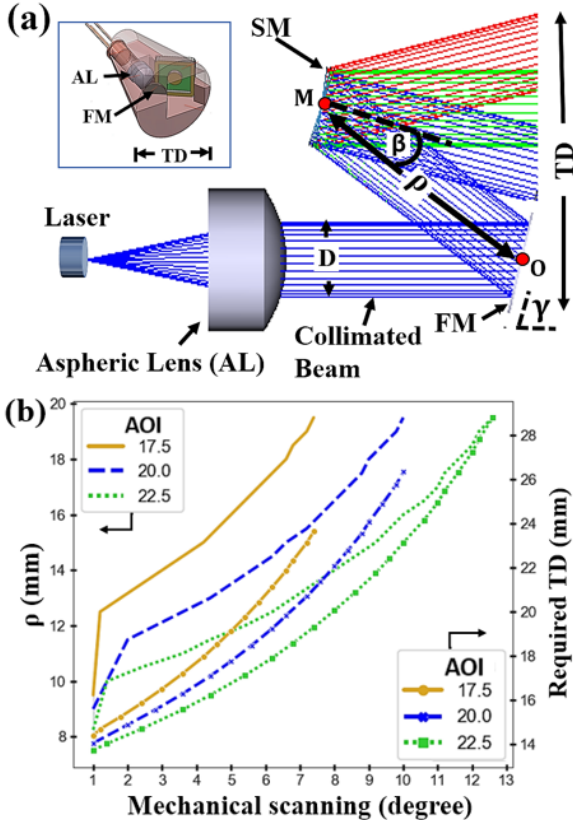 (a)
SM
AL
FM
TD
M
β
ρ
TD
Laser
D
O
FM
γ
Aspheric Lens (AL)
Collimated
Beam
(b)
20
18
16
14
12
10
8
ρ (mm)
AOI
17.5
20.0
22.5
28
26
24
22
20
18
16
14
Required TD (mm)
AOI
17.5
20.0
22.5
1 2 3 4 5 6 7 8 9 10 11 12 13
Mechanical scanning (degree)